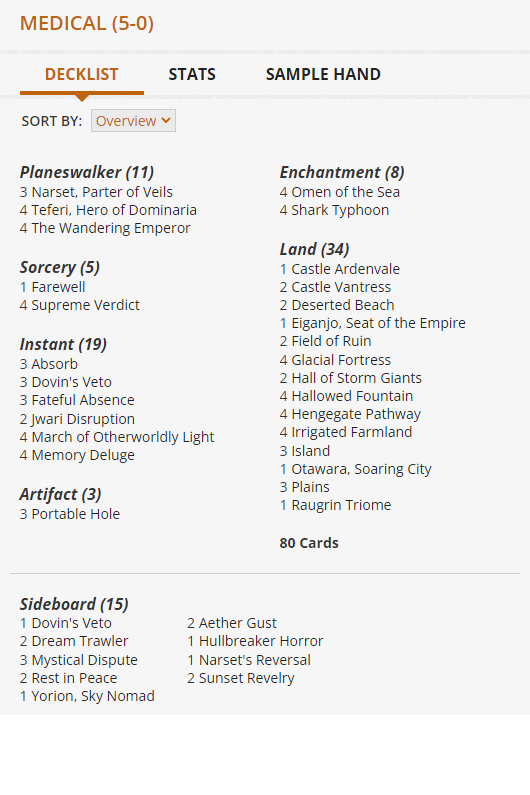 MEDICAL (5-0)
DECKLIST
STATS
SAMPLE HAND
SORT BY: Overview
Planeswalker (11)
3 Narset, Parter of Veils
4 Teferi, Hero of Dominaria
4 The Wandering Emperor
Sorcery (5)
1 Farewell
4 Supreme Verdict
Instant (19)
3 Absorb
3 Dovin's Veto
3 Fateful Absence
2 Jwari Disruption
4 March of Otherworldly Light
4 Memory Deluge
Artifact (3)
3 Portable Hole
Enchantment (8)
4 Omen of the Sea
4 Shark Typhoon
Land (34)
1 Castle Ardenvale
2 Castle Vantress
2 Deserted Beach
1 Eiganjo, Seat of the Empire
2 Field of Ruin
4 Glacial Fortress
2 Hall of Storm Giants
4 Hallowed Fountain
4 Hengegate Pathway
4 Irrigated Farmland
3 Island
1 Otawara, Soaring City
3 Plains
1 Raugrin Triome
80 Cards
Sideboard (15)
1 Dovin's Veto
2 Dream Trawler
3 Mystical Dispute
2 Rest in Peace
1 Yorion, Sky Nomad
2 Aether Gust
1 Hullbreaker Horror
1 Narset's Reversal
2 Sunset Revelry